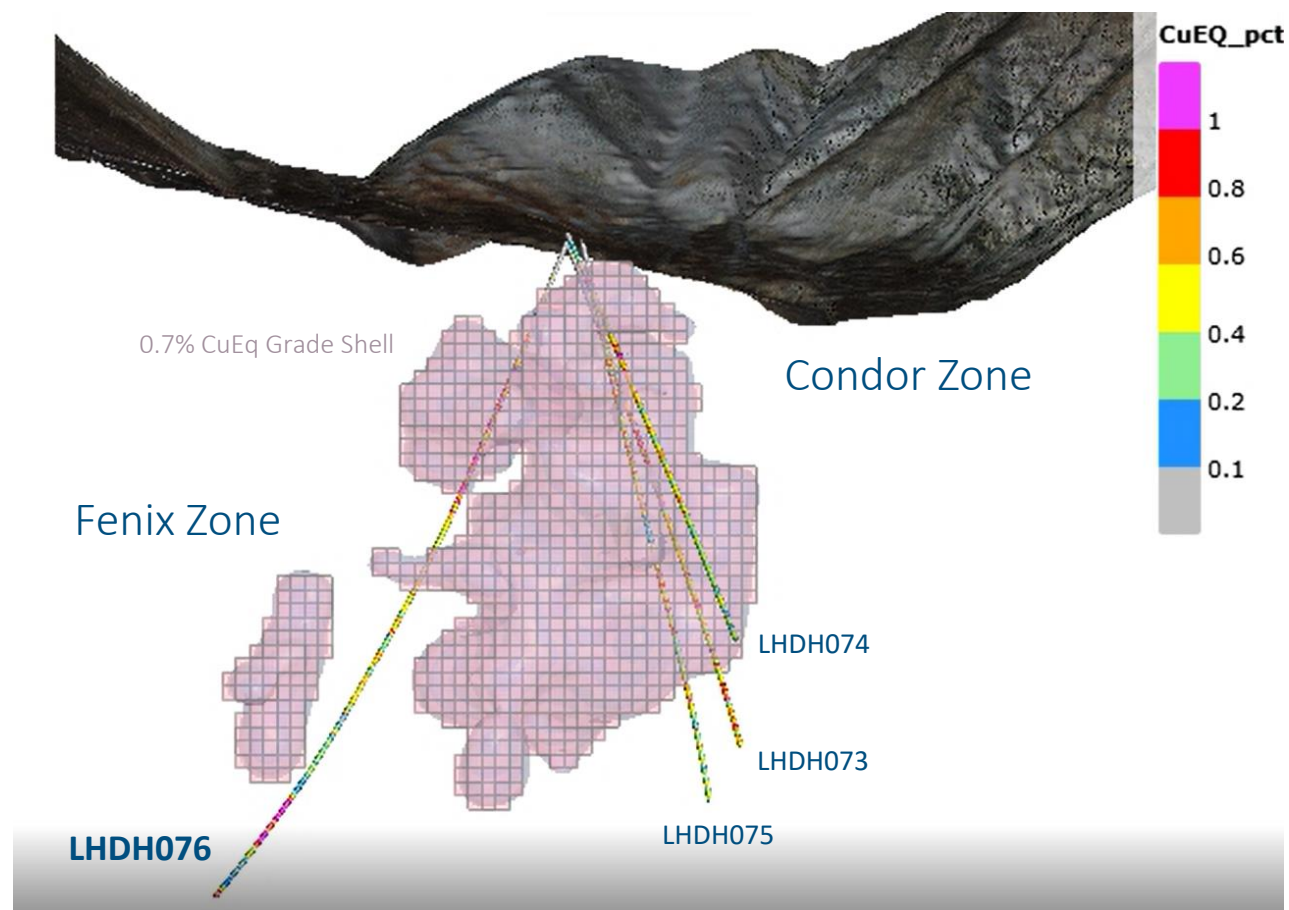 CuEQ_pct
1
0.8
0.6
0.4
0.2
0.1
0.7% CuEq Grade Shell
Condor Zone
Fenix Zone
LHDH074
LHDH073
LHDH075
LHDH076